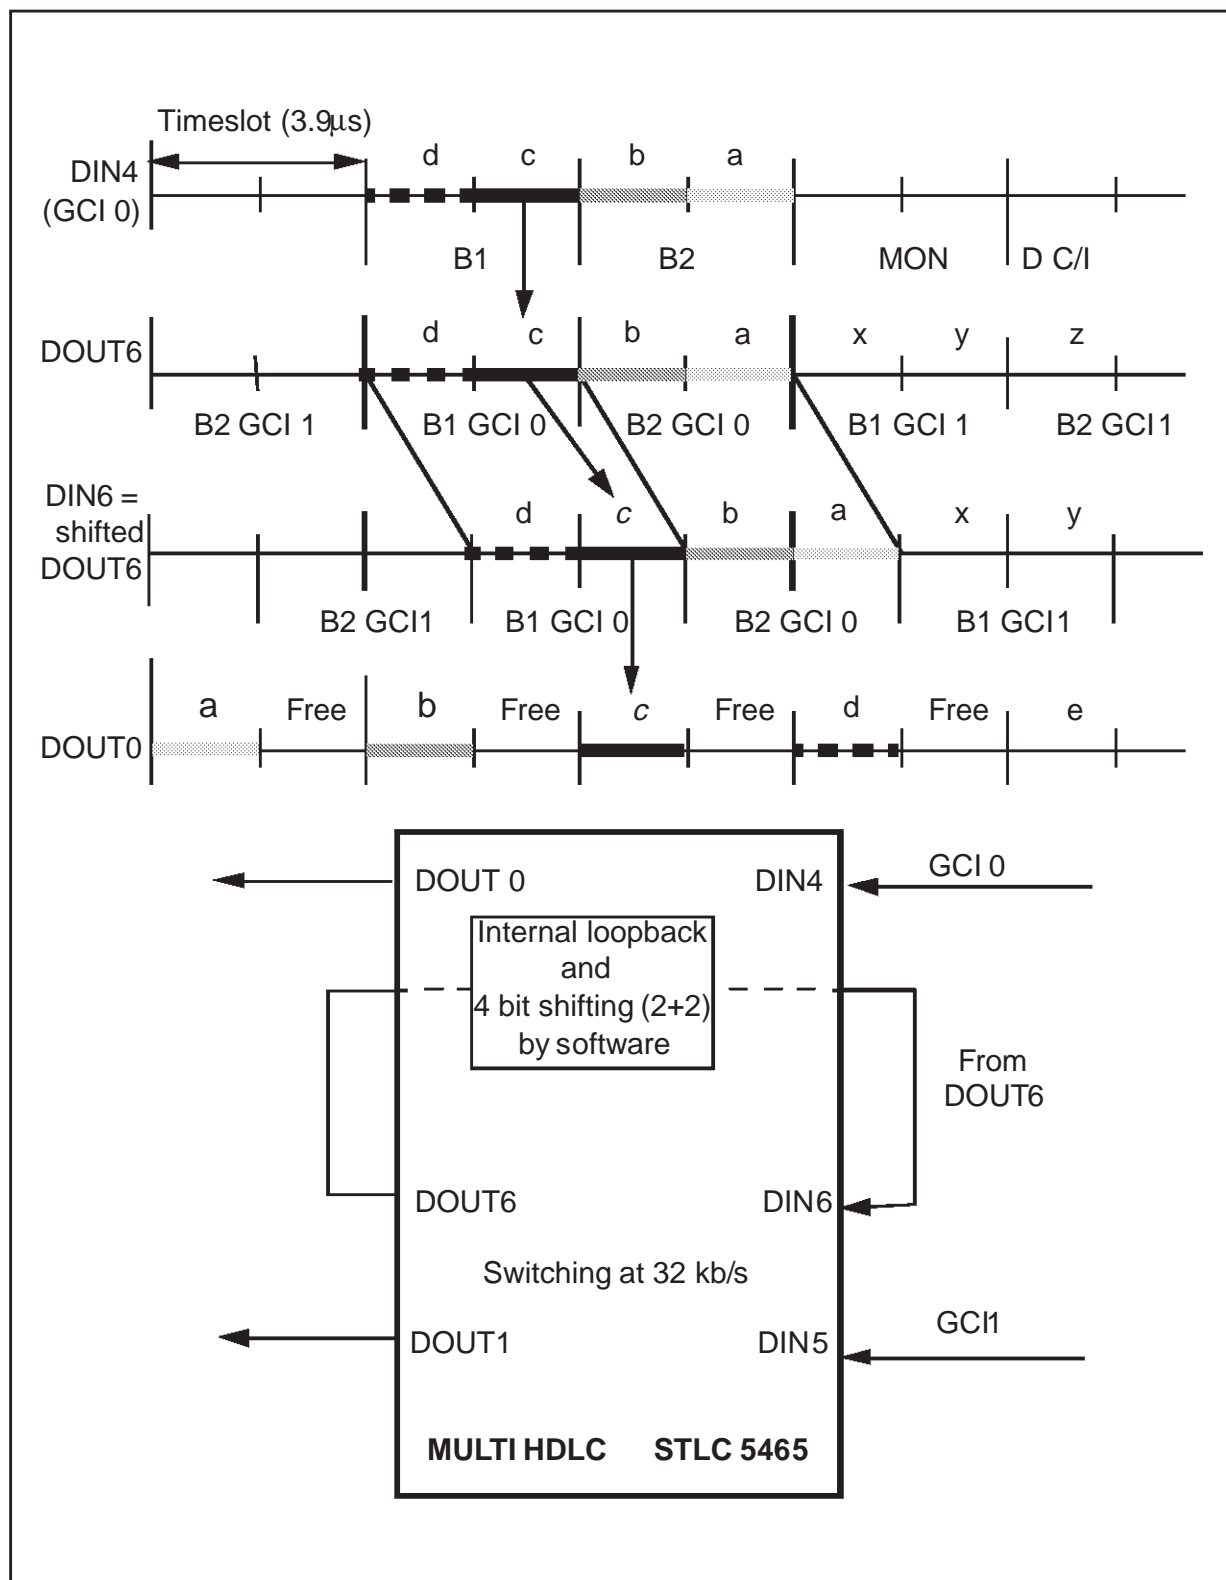 Timeslot (3.9μs)
DIN4
(GCI 0)
d c b a
B1 B2 MON D C/I
DOUT6
d c b a x y z
B2 GCI 1 B1 GCI 0 B2 GCI 0 B1 GCI 1 B2 GCI1
DIN6 =
shifted
DOUT6
d c b a x y
B2 GCI1 B1 GCI 0 B2 GCI 0 B1 GCI1
DOUT0
a Free b Free c Free d Free e
DOUT 0 DIN4 GCI 0
Internal loopback
and
4 bit shifting (2+2)
by software
From
DOUT6
DOUT6 DIN6
Switching at 32 kb/s
DOUT1 DIN5 GCI1
MULTI HDLC STLC 5465